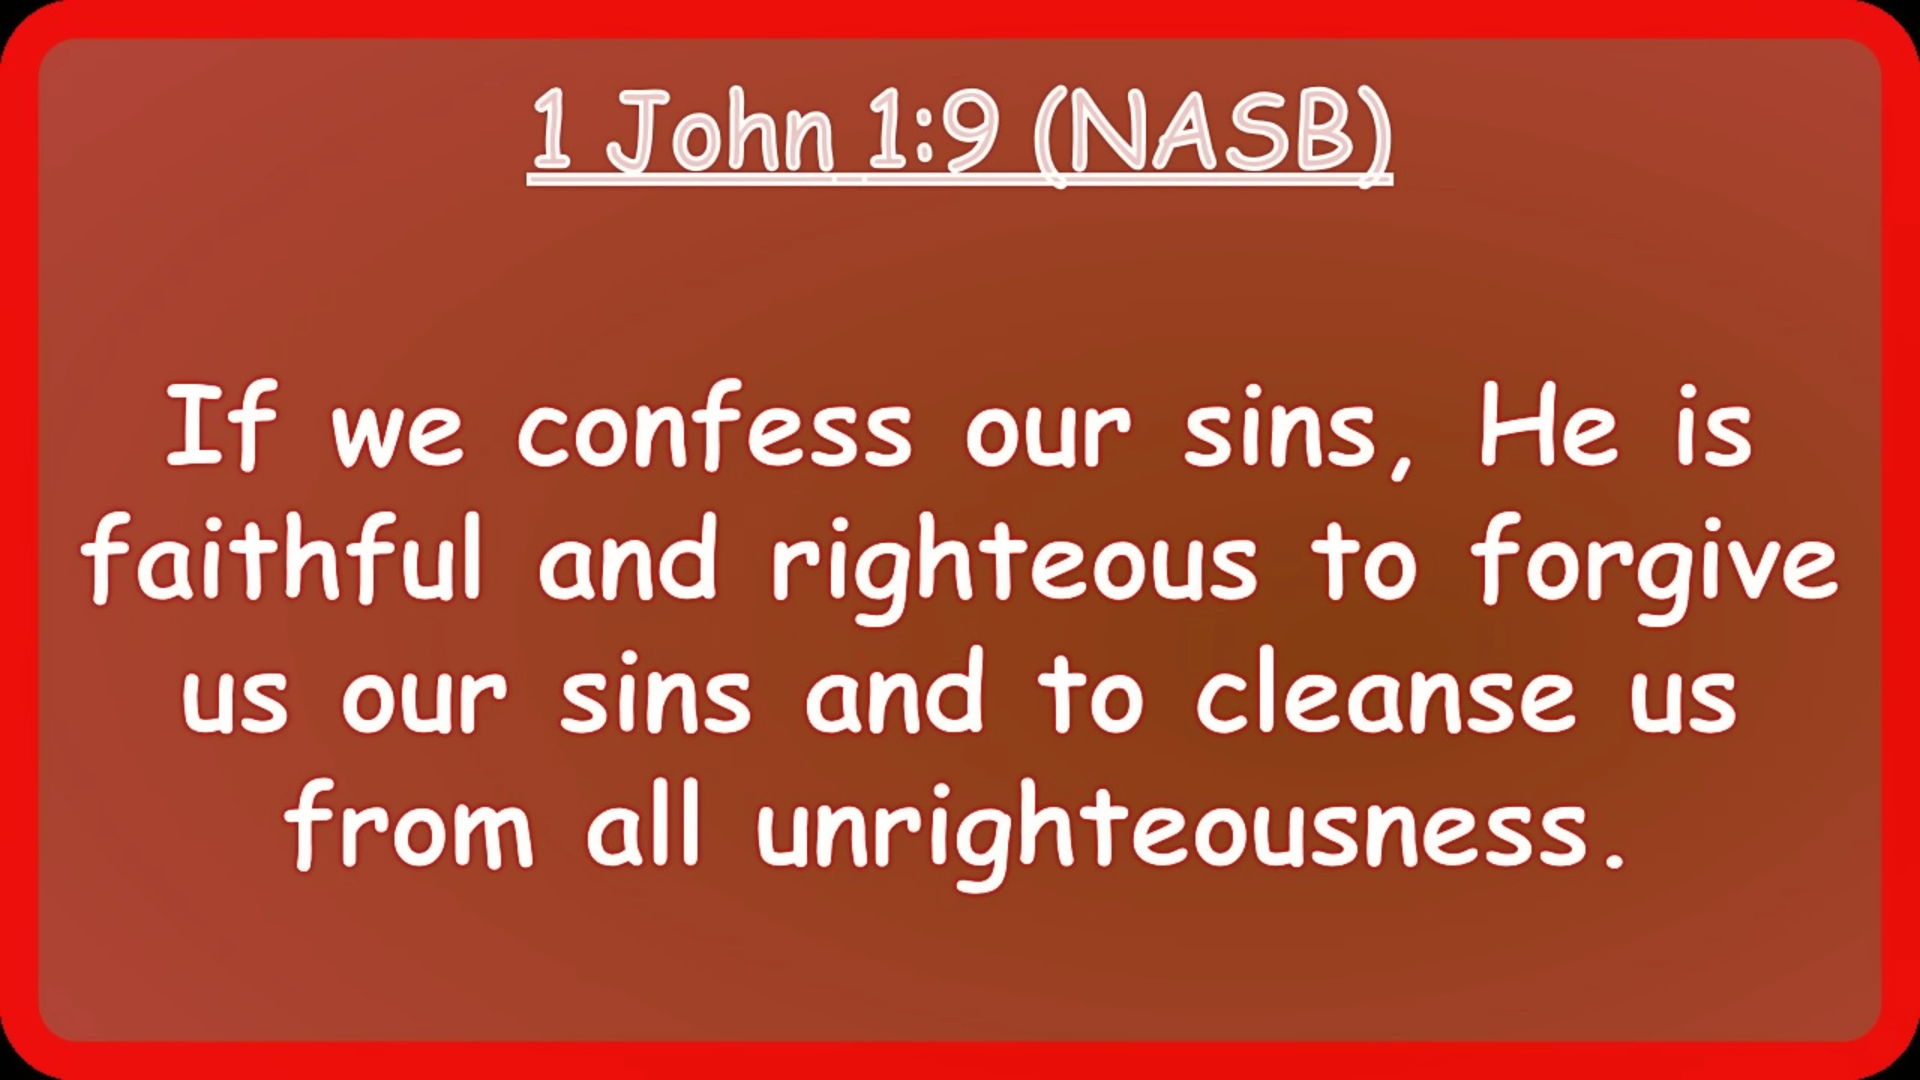 1 John 1:9 (NASB)
If we confess our sins, He is
faithful and righteous to forgive
us our sins and to cleanse us
from all unrighteousness.